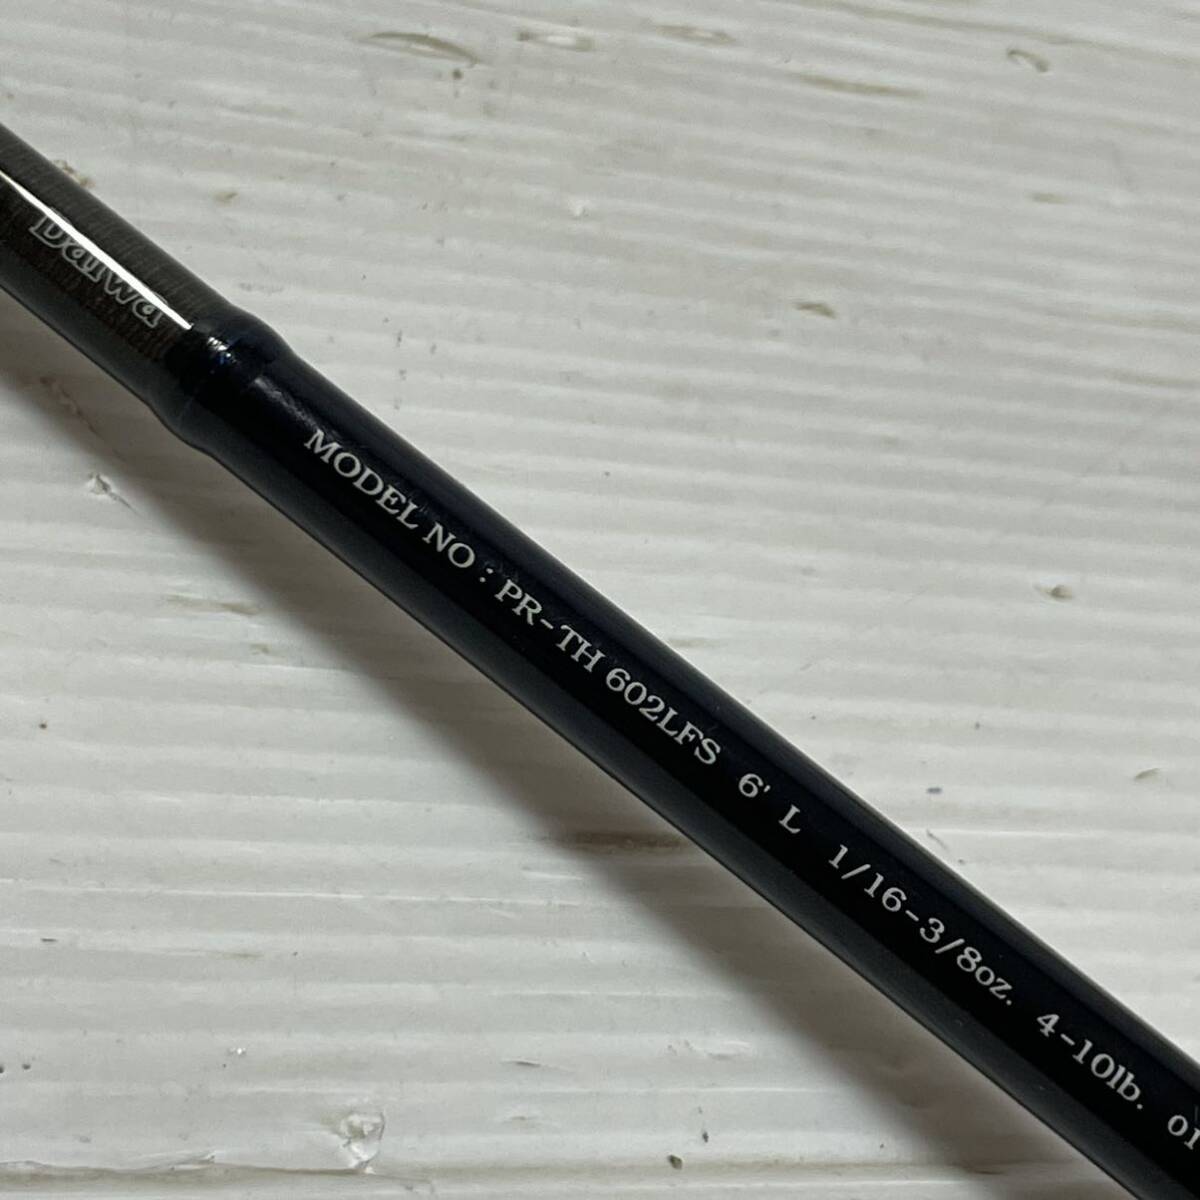 Daiwa
MODEL NO : PR-TH 602LFS 6' L 1/16-3/8oz. 4-10lb.